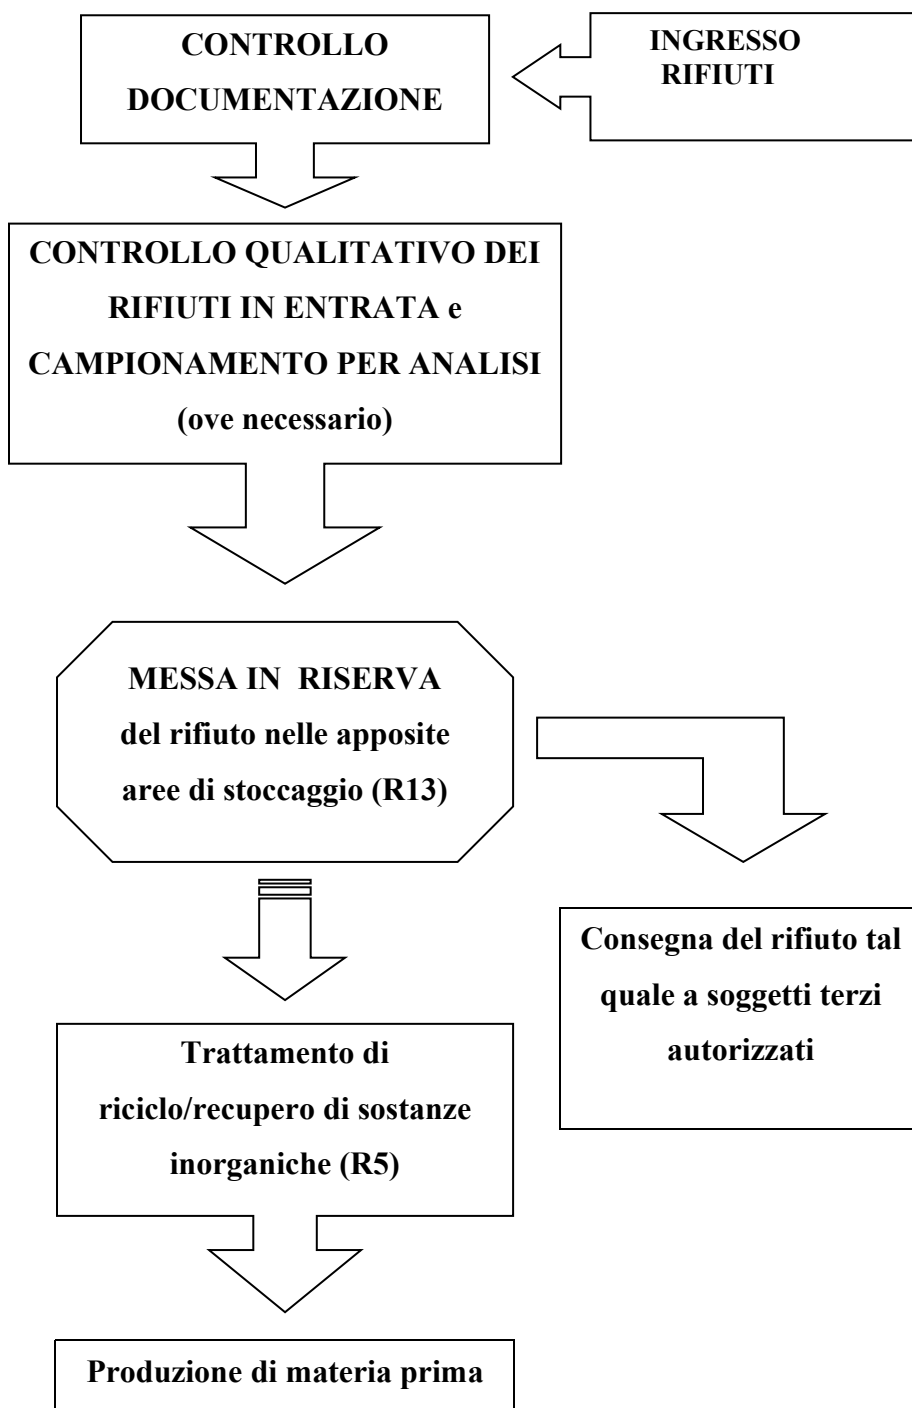 INGRESSO
RIFIUTI
CONTROLLO
DOCUMENTAZIONE
CONTROLLO QUALITATIVO DEI
RIFIUTI IN ENTRATA e
CAMPIONAMENTO PER ANALISI
(ove necessario)
MESSA IN RISERVA
del rifiuto nelle apposite
aree di stoccaggio (R13)
Consegna del rifiuto tal
quale a soggetti terzi
autorizzati
Trattamento di
riciclo/recupero di sostanze
inorganiche (R5)
Produzione di materia prima